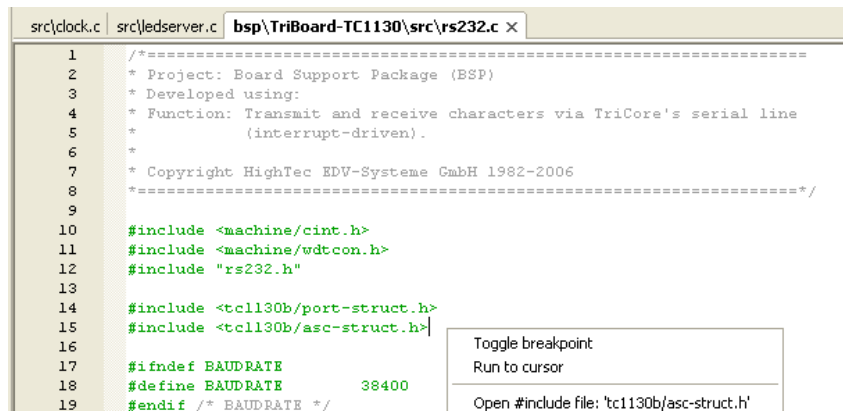 src\clock.c src\ledserver.c bsp\TriBoard-TC1130\src\rs232.c ×
1 /*====================================================================
2 * Project: Board Support Package (BSP)
3 * Developed using:
4 * Function: Transmit and receive characters via TriCore's serial line
5 *           (interrupt-driven).
6 *
7 * Copyright HighTec EDV-Systeme GmbH 1982-2006
8 *====================================================================*/
9
10 #include <machine/cint.h>
11 #include <machine/wdtcon.h>
12 #include "rs232.h"
13
14 #include <tc1130b/port-struct.h>
15 #include <tc1130b/asc-struct.h>
16
Toggle breakpoint
17 #ifndef BAUDRATE
Run to cursor
18 #define BAUDRATE        38400
19 #endif /* BAUDRATE */
Open #include file: 'tc1130b/asc-struct.h'